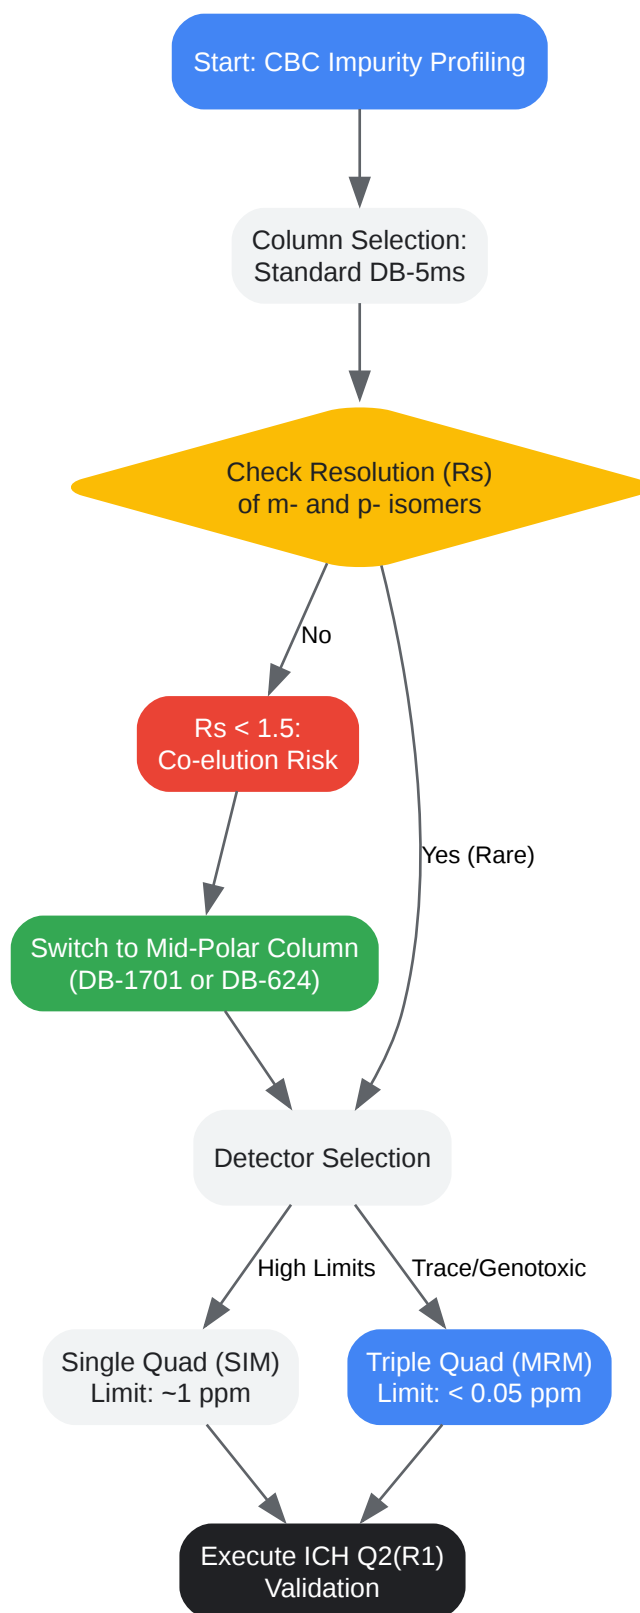 Start: CBC Impurity Profiling
Column Selection:
Standard DB-5ms
Check Resolution (Rs)
of m- and p- isomers
No
Rs < 1.5:
Co-elution Risk
Yes (Rare)
Switch to Mid-Polar Column
(DB-1701 or DB-624)
Detector Selection
High Limits
Trace/Genotoxic
Single Quad (SIM)
Limit: ~1 ppm
Triple Quad (MRM)
Limit: < 0.05 ppm
Execute ICH Q2(R1)
Validation